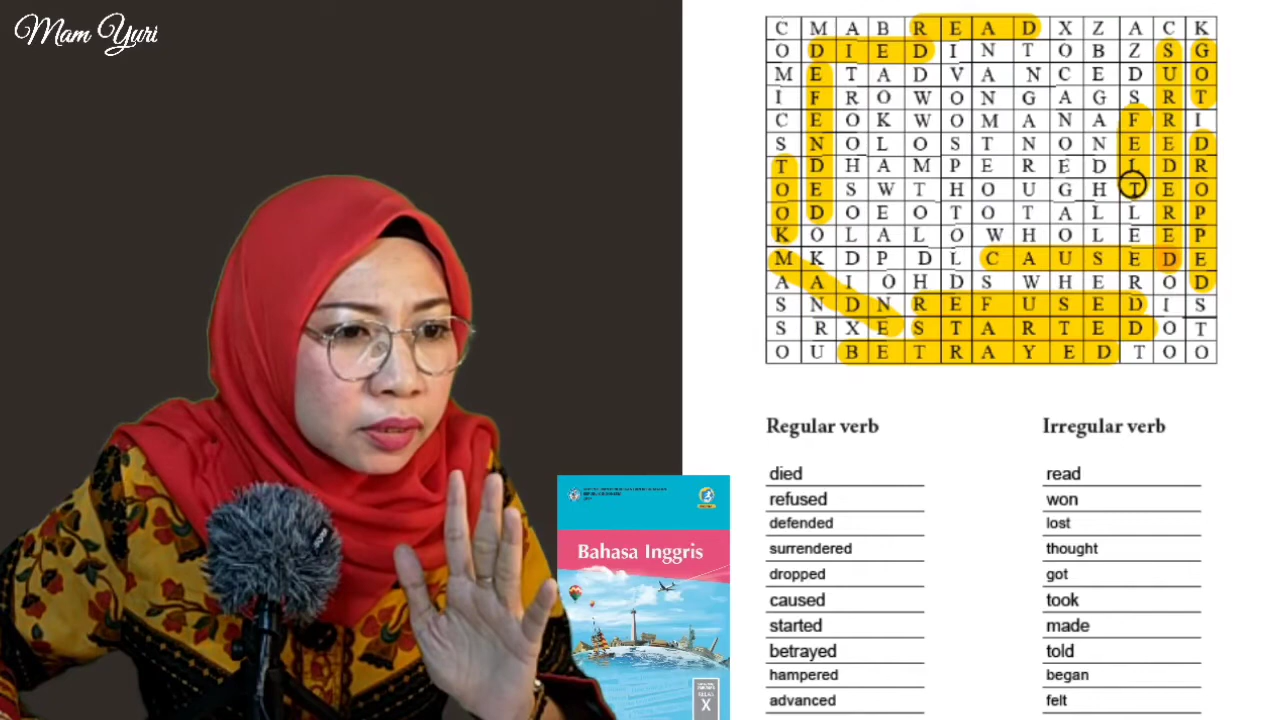 Mam Yuri
C M A B R E A D X Z A C K
O D I E D I N T O B Z S G
M E T A D V A N C E D U O
I F R O W O N G A G S R T
C E O K W O M A N A F R I
S N O L O S T N O N E E D
T D H A M P E R E D L D R
O E S W T H O U G H T E O
O D O E O T O T A L L R P
K O L A L O W H O L E E P
M K D P D L C A U S E D E
A A I O H D S W H E R O D
S N D N R E F U S E D I S
S R X E S T A R T E D O T
O U B E T R A Y E D T O O
Regular verb
died
refused
defended
surrendered
dropped
caused
started
betrayed
hampered
advanced
Irregular verb
read
won
lost
thought
got
took
made
told
began
felt
Bahasa Inggris
KELAS
X